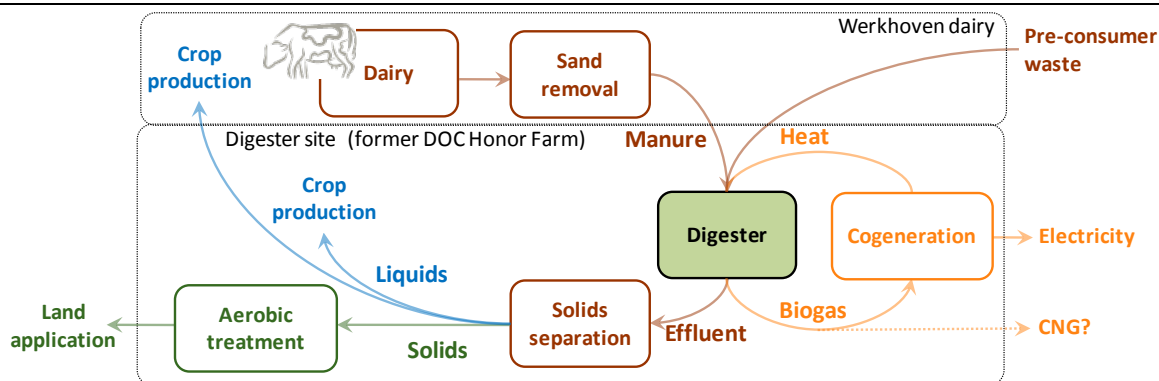 Werkhoven dairy
Crop
production
Dairy
Sand
removal
Pre-consumer
waste
Digester site (former DOC Honor Farm)
Manure
Heat
Crop
production
Digester
Cogeneration
Electricity
Liquids
Biogas
Land
application
Aerobic
treatment
Solids
Solids
separation
Effluent
CNG?